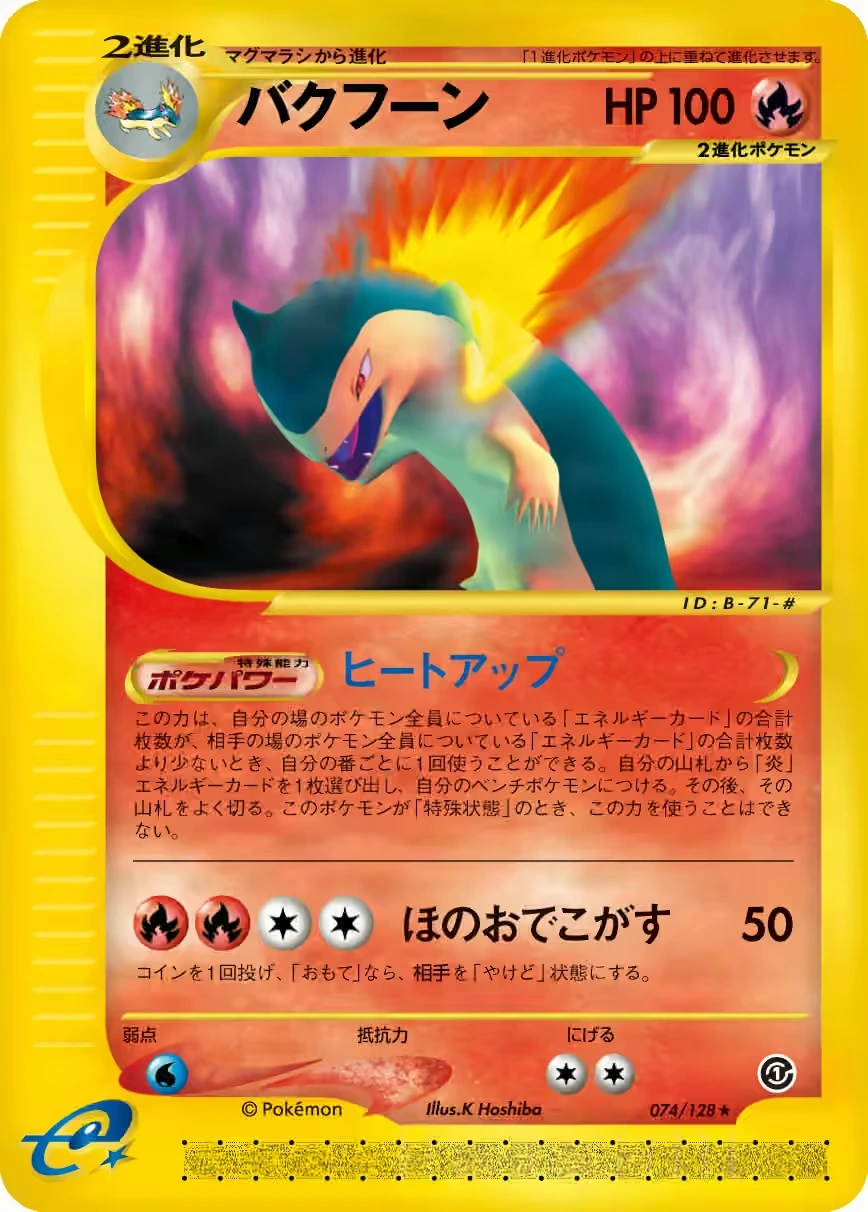 2進化
マグマラシから進化
「1進化ポケモン」の上に重ねて進化させます。
バクフーン
HP 100
2進化ポケモン
ID:B-71-#
特殊能力
ポケパワー
ヒートアップ
この力は、自分の場のポケモン全員についている「エネルギーカード」の合計
枚数が、相手の場のポケモン全員についている「エネルギーカード」の合計枚数
より少ないとき、自分の番ごとに1回使うことができる。自分の山札から「炎」
エネルギーカードを1枚選び出し、自分のベンチポケモンにつける。その後、その
山札をよく切る。このポケモンが「特殊状態」のとき、この力を使うことはでき
ない。
ほのおでこがす 50
コインを1回投げ、「おもて」なら、相手を「やけど」状態にする。
弱点 抵抗力 にげる
1
© Pokémon Illus.K Hoshiba 074/128★
e